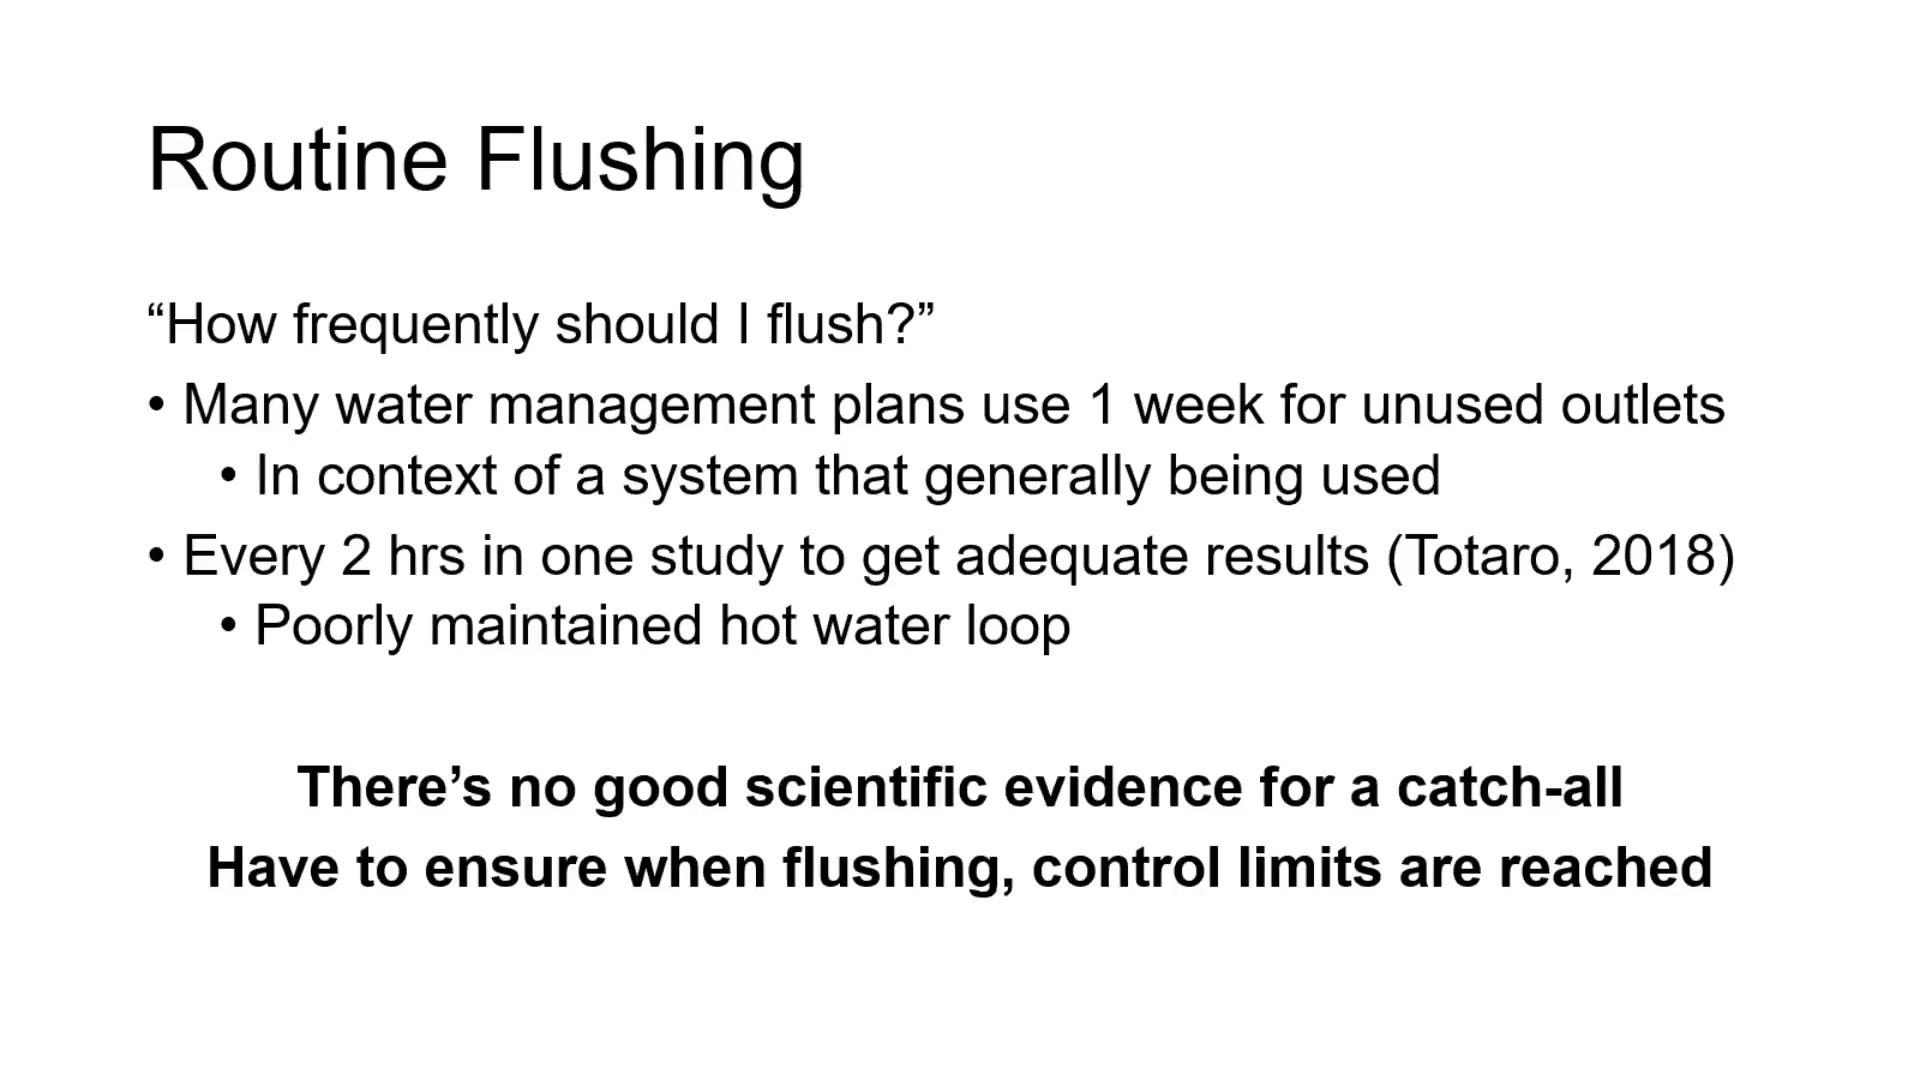 Routine Flushing
“How frequently should I flush?”
• Many water management plans use 1 week for unused outlets
• In context of a system that generally being used
• Every 2 hrs in one study to get adequate results (Totaro, 2018)
• Poorly maintained hot water loop
There’s no good scientific evidence for a catch-all
Have to ensure when flushing, control limits are reached